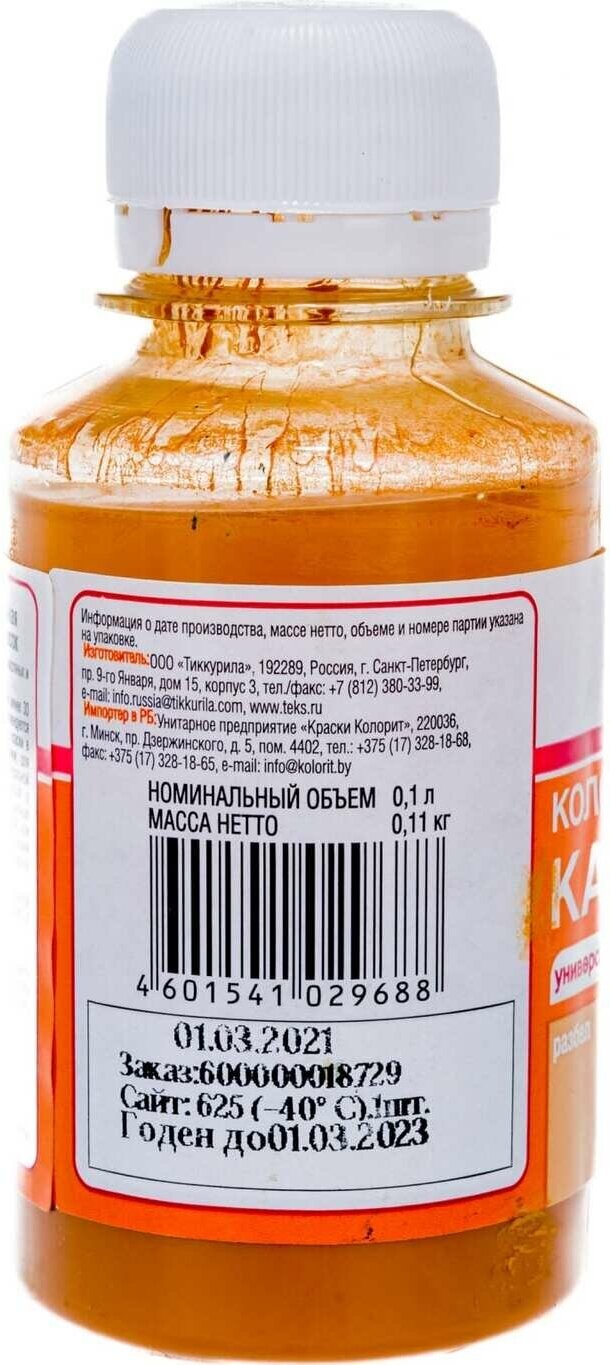 Информация о дате производства, массе нетто, объеме и номере партии указана
на упаковке.
Изготовитель: ООО «Тиккурила», 192289, Россия, г. Санкт-Петербург,
пр. 9-го Января, дом 15, корпус 3, тел./факс: +7 (812) 380-33-99,
e-mail: info.russia@tikkurila.com, www.teks.ru
Импортер в РБ: Унитарное предприятие «Краски Колорит», 220036,
г. Минск, пр. Дзержинского, д. 5, пом. 4402, тел.: +375 (17) 328-18-68,
факс: +375 (17) 328-18-65, e-mail: info@kolorit.by
НОМИНАЛЬНЫЙ ОБЪЕМ 0,1 л
МАССА НЕТТО 0,11 кг
4 601541 029688
01.03.2021
Заказ:600000018729
Сайт: 625 (-40° C).1шт.
Годен до01.03.2023
КОЛ
КА
универс
разбел